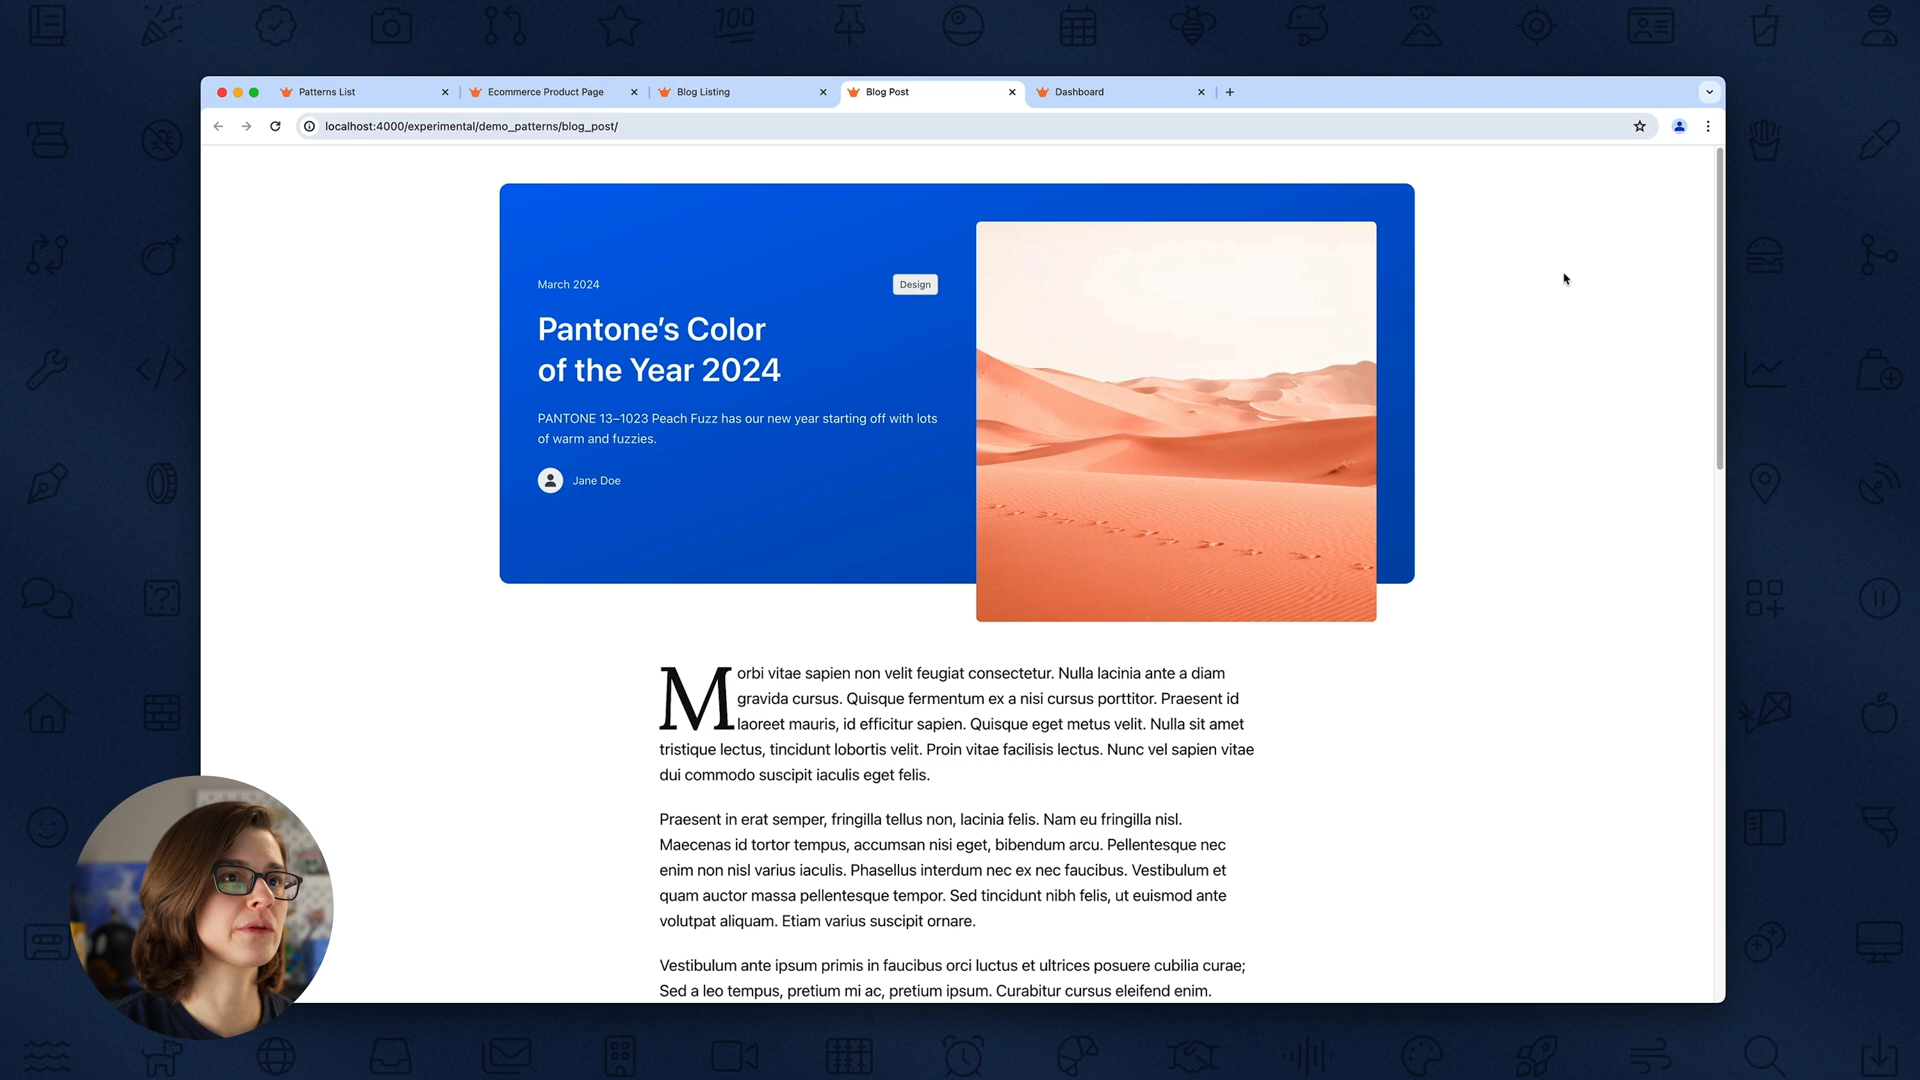 100
Patterns List
Ecommerce Product Page
Blog Listing
Blog Post
Dashboard
localhost:4000/experimental/demo_patterns/blog_post/
March 2024
Design
Pantone’s Color
of the Year 2024
PANTONE 13–1023 Peach Fuzz has our new year starting off with lots
of warm and fuzzies.
Jane Doe
Morbi vitae sapien non velit feugiat consectetur. Nulla lacinia ante a diam
gravida cursus. Quisque fermentum ex a nisi cursus porttitor. Praesent id
laoreet mauris, id efficitur sapien. Quisque eget metus velit. Nulla sit amet
tristique lectus, tincidunt lobortis velit. Proin vitae facilisis lectus. Nunc vel sapien vitae
dui commodo suscipit iaculis eget felis.
Praesent in erat semper, fringilla tellus non, lacinia felis. Nam eu fringilla nisl.
Maecenas id tortor tempus, accumsan nisi eget, bibendum arcu. Pellentesque nec
enim non nisl varius iaculis. Phasellus interdum nec ex nec faucibus. Vestibulum et
quam auctor massa pellentesque tempor. Sed tincidunt nibh felis, ut euismod ante
volutpat aliquam. Etiam varius suscipit ornare.
Vestibulum ante ipsum primis in faucibus orci luctus et ultrices posuere cubilia curae;
Sed a leo tempus, pretium mi ac, pretium ipsum. Curabitur cursus eleifend enim.